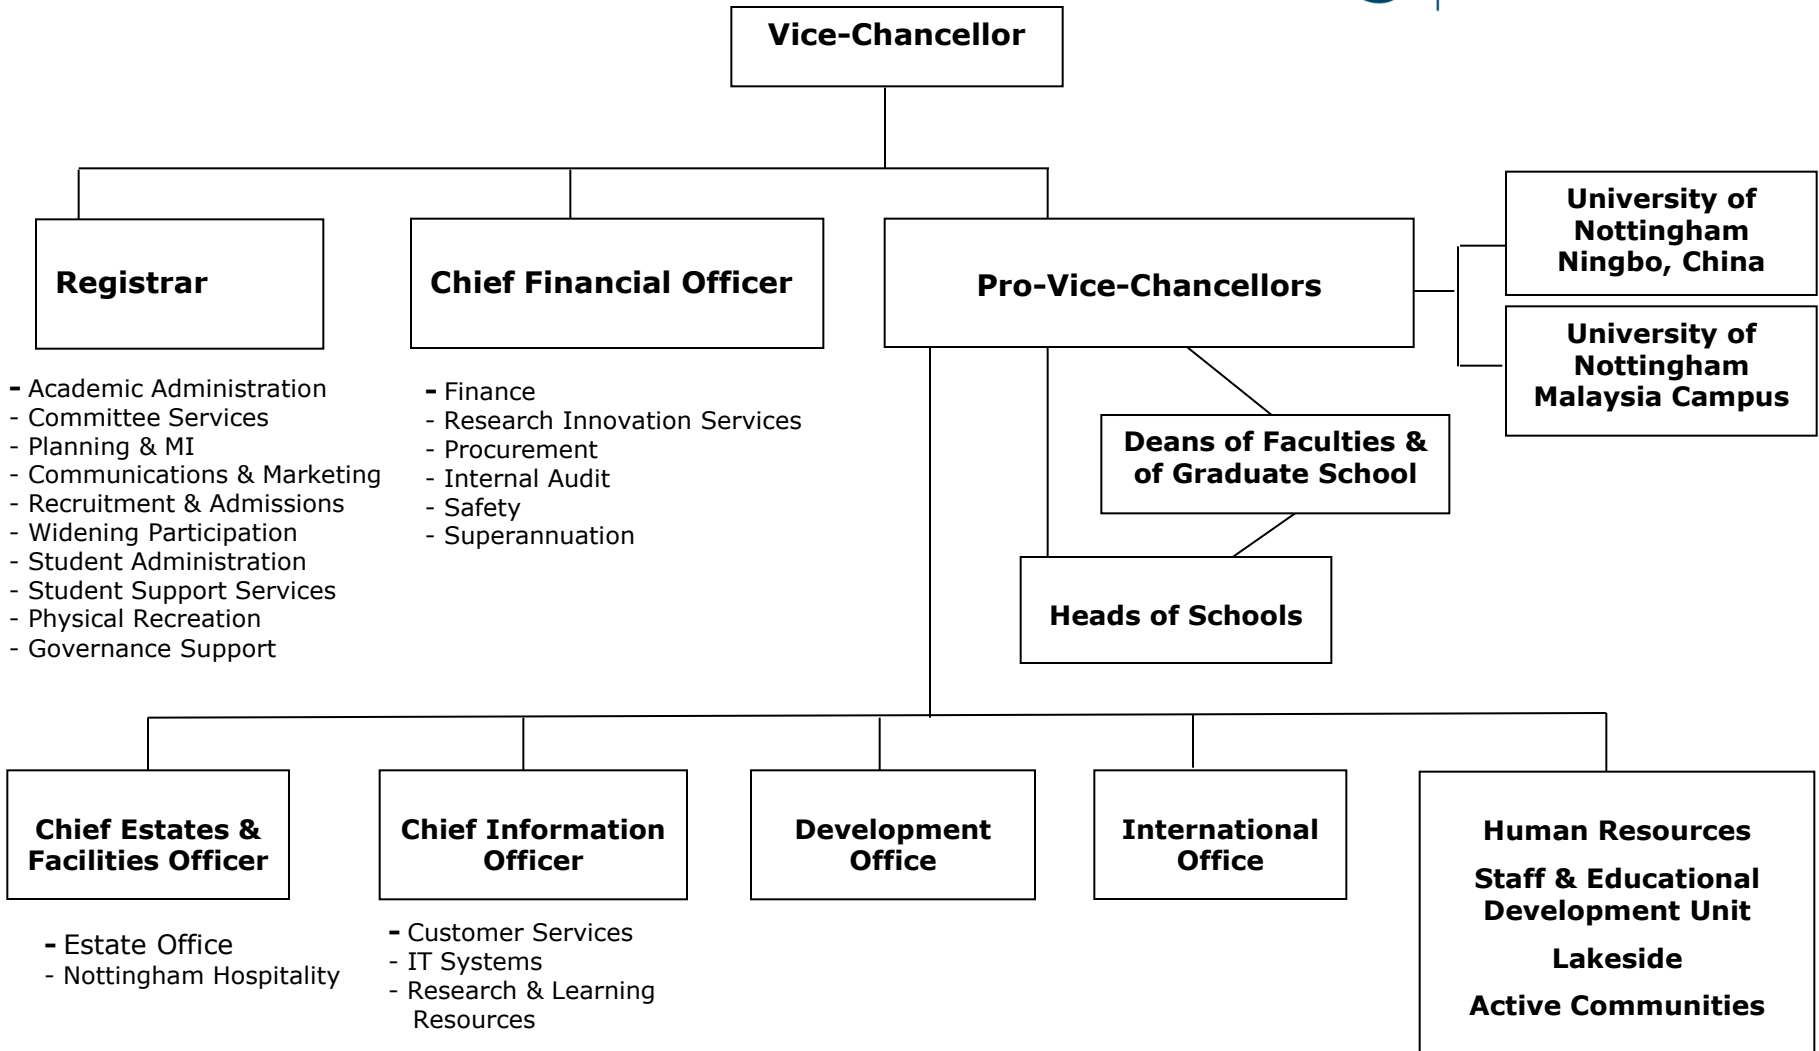 Vice-Chancellor
Registrar
- Academic Administration
- Committee Services
- Planning & MI
- Communications & Marketing
- Recruitment & Admissions
- Widening Participation
- Student Administration
- Student Support Services
- Physical Recreation
- Governance Support
Chief Financial Officer
- Finance
- Research Innovation Services
- Procurement
- Internal Audit
- Safety
- Superannuation
Pro-Vice-Chancellors
University of
Nottingham
Ningbo, China
University of
Nottingham
Malaysia Campus
Deans of Faculties &
of Graduate School
Heads of Schools
Chief Estates &
Facilities Officer
- Estate Office
- Nottingham Hospitality
Chief Information
Officer
- Customer Services
- IT Systems
- Research & Learning
Resources
Development
Office
International
Office
Human Resources
Staff & Educational
Development Unit
Lakeside
Active Communities